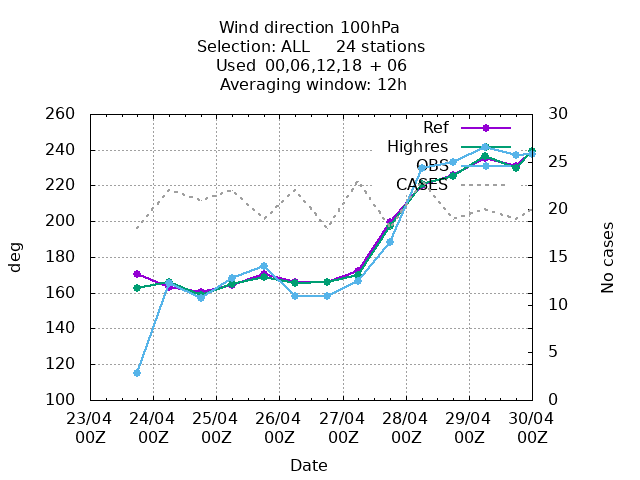 Wind direction 100hPa
Selection: ALL 24 stations
Used 00,06,12,18 + 06
Averaging window: 12h
260 30
Ref
240 Highres 25
OBS
220 CASES 20
200
180 15
160 10
140
120 5
100 0
deg
No cases
23/04 24/04 25/04 26/04 27/04 28/04 29/04 30/04
00Z 00Z 00Z 00Z 00Z 00Z 00Z 00Z
Date